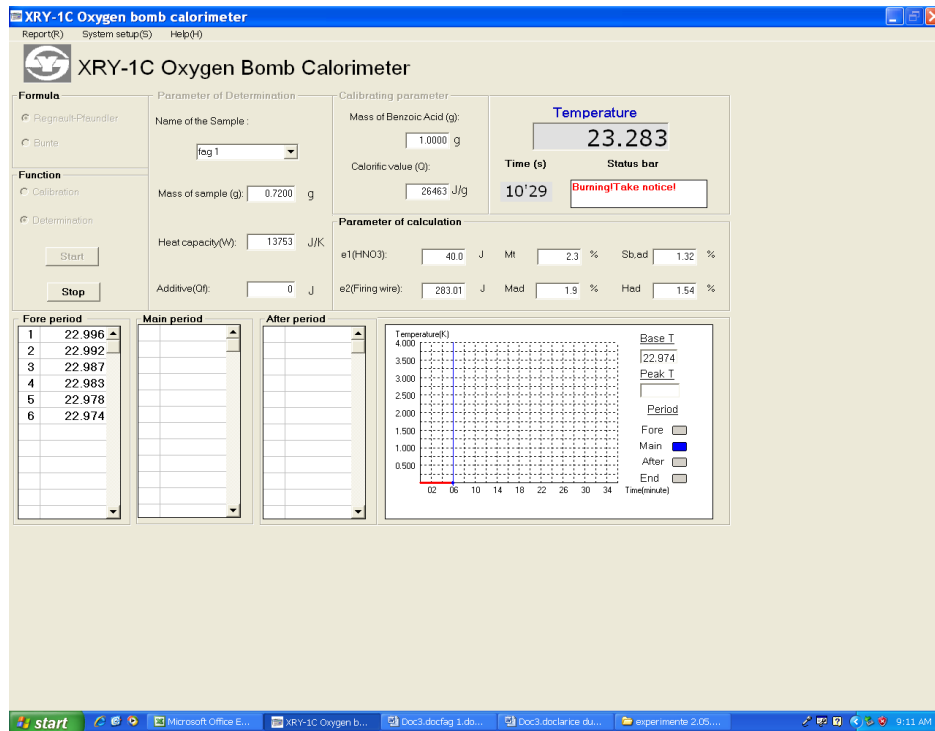 XRY-1C Oxygen bomb calorimeter
Report(R) System setup(S) Help(H)
XRY-1C Oxygen Bomb Calorimeter
Formula
Regnault-Pfaundler
Bunte
Function
Calibration
Determination
Start
Stop
Parameter of Determination
Name of the Sample :
fag 1
Mass of sample (g): 0.7200 g
Heat capacity(W): 13753 J/K
Additive(Qf): 0 J
Calibrating parameter
Mass of Benzoic Acid (g):
1.0000 g
Calorific value (Q):
26463 J/g
Temperature
23.283
Time (s) Status bar
10'29 Burning!Take notice!
Parameter of calculation
e1(HNO3): 40.0 J Mt 2.3 % Sb,ad 1.32 %
e2(Firing wire): 283.01 J Mad 1.9 % Had 1.54 %
Fore period
1 22.996
2 22.992
3 22.987
4 22.983
5 22.978
6 22.974
Main period
After period
Temperature(K)
4.000
3.500
3.000
2.500
2.000
1.500
1.000
0.500
02 06 10 14 18 22 26 30 34 Time(minute)
Base T
22.974
Peak T
Period
Fore
Main
After
End
start Microsoft Office E... XRY-1C Oxygen b... Doc3.docfag 1.do... Doc3.doclarice du... experimente 2.05.... 9:11 AM